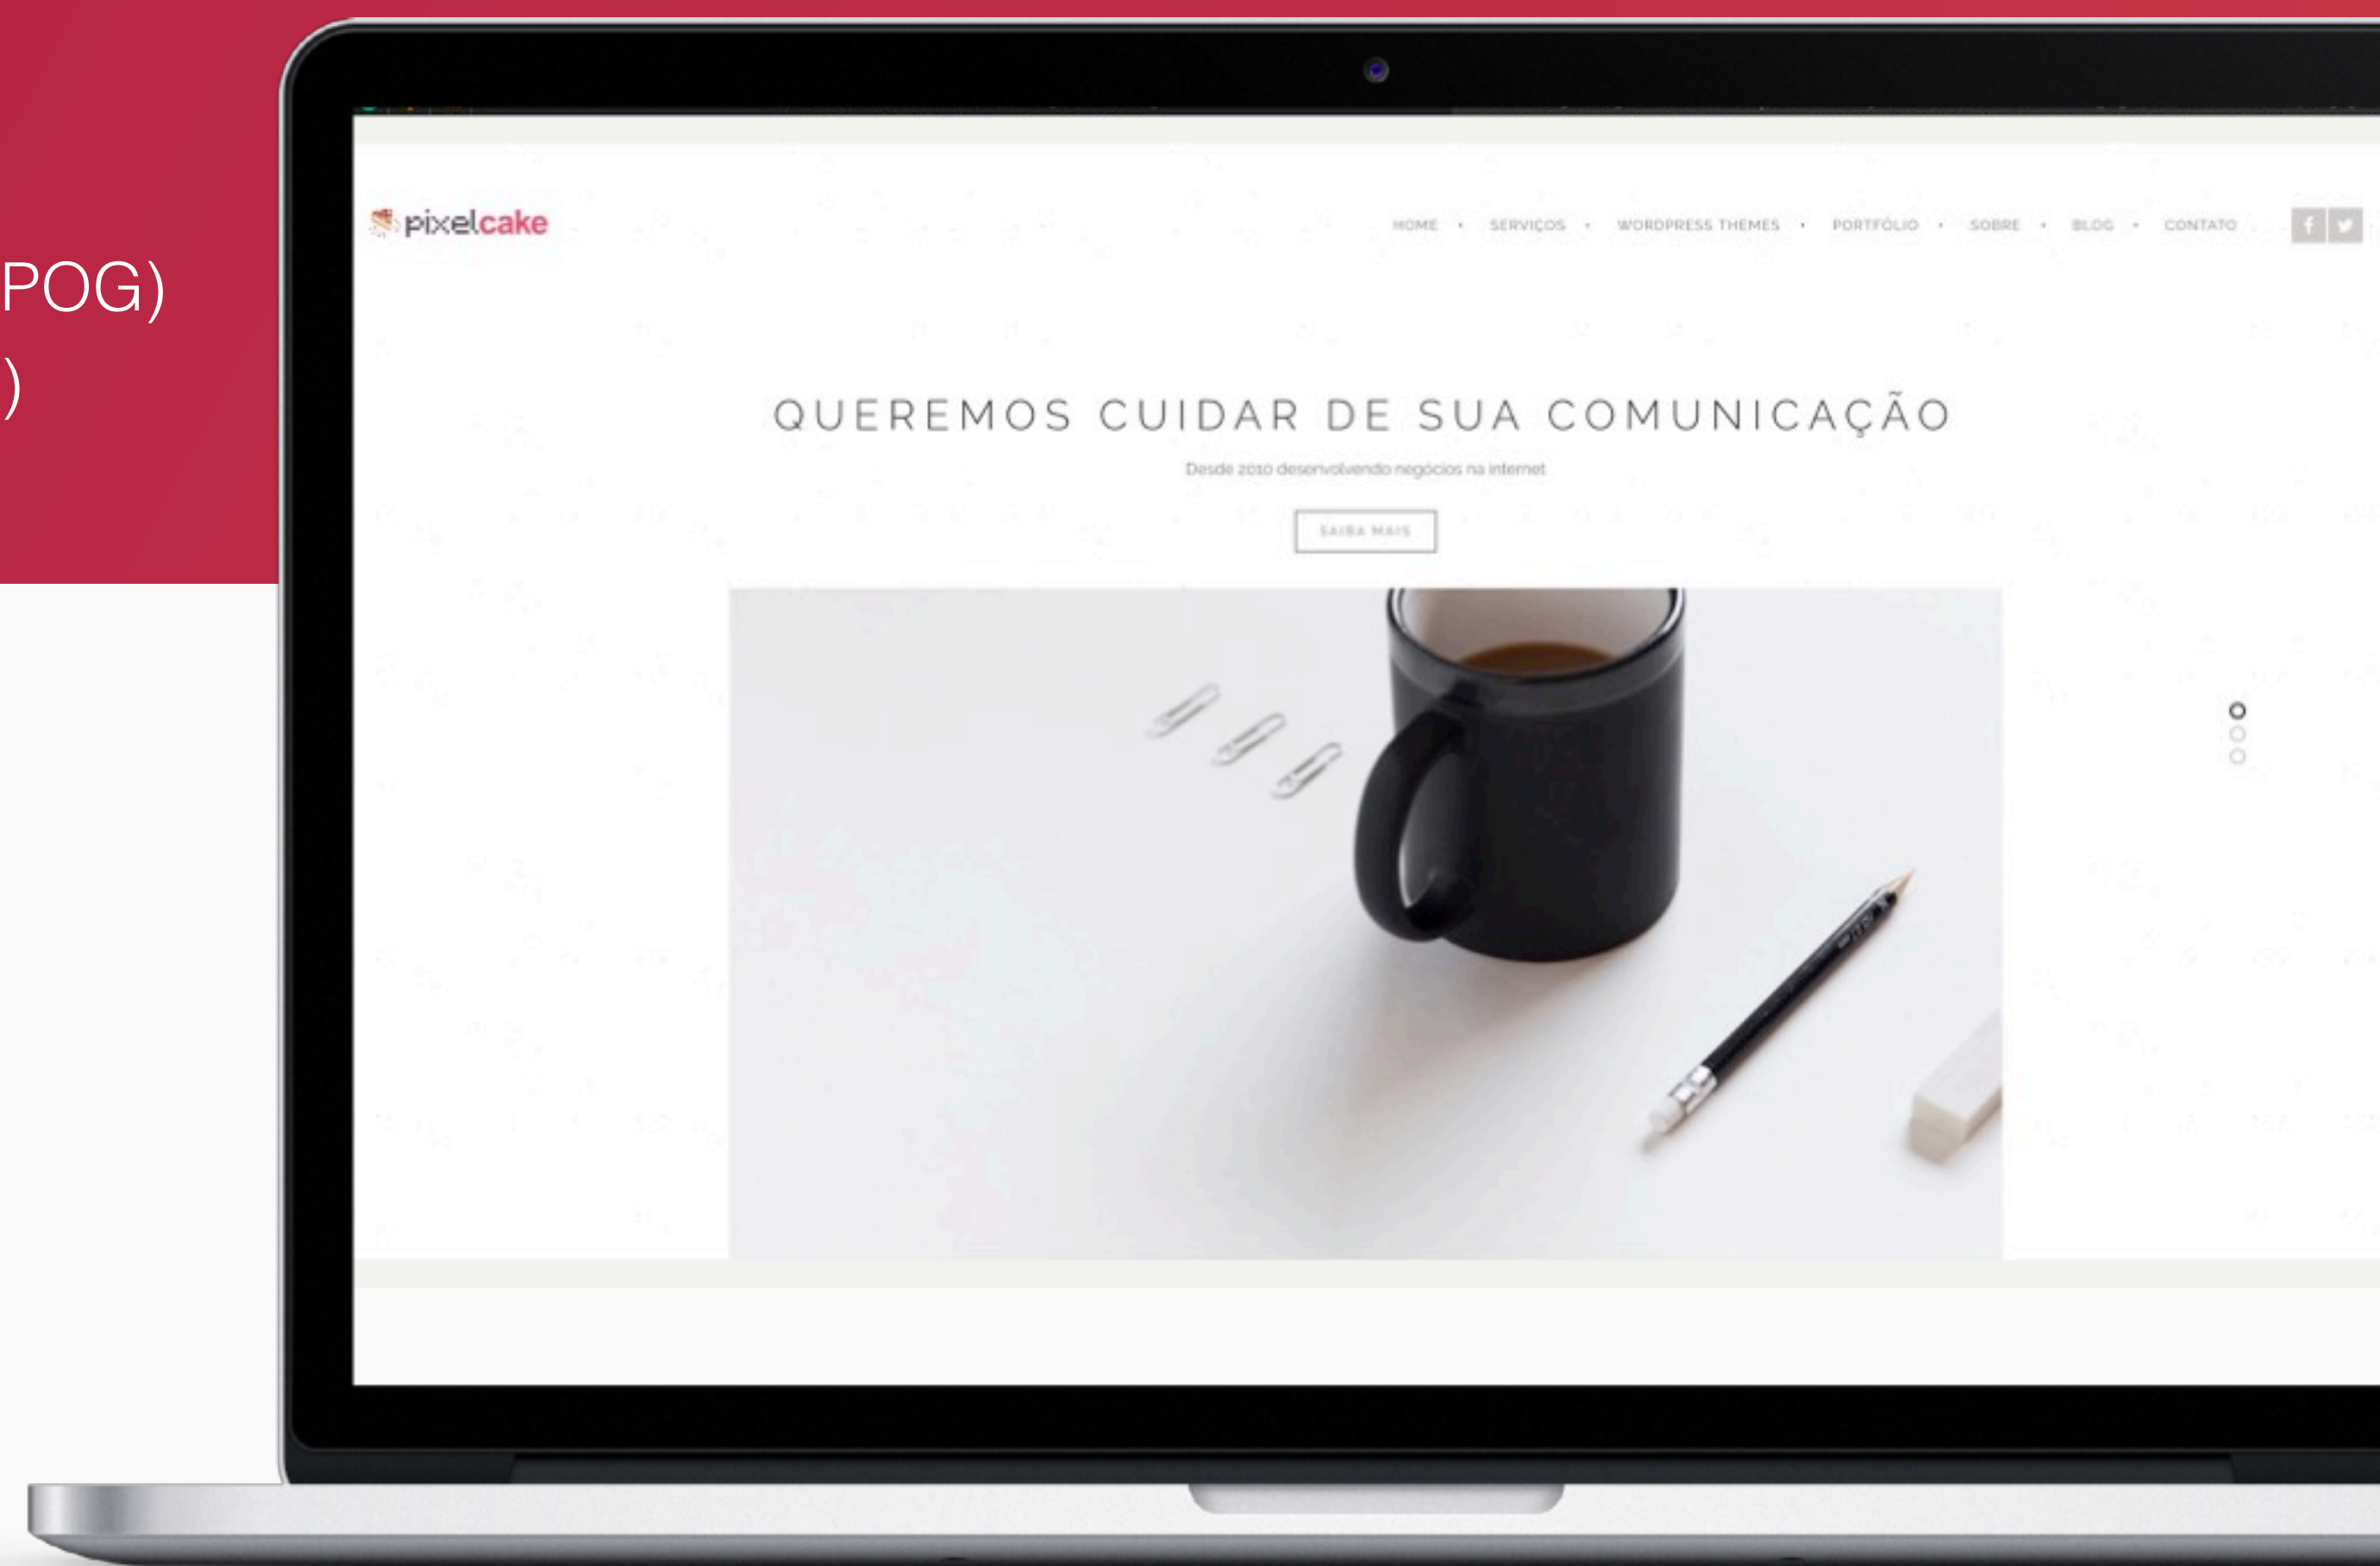 POG)
)
pixelcake
HOME • SERVIÇOS • WORDPRESS THEMES • PORTFÓLIO • SOBRE • BLOG • CONTATO
QUEREMOS CUIDAR DE SUA COMUNICAÇÃO
Desde 2010 desenvolvendo negócios na internet
SAIBA MAIS